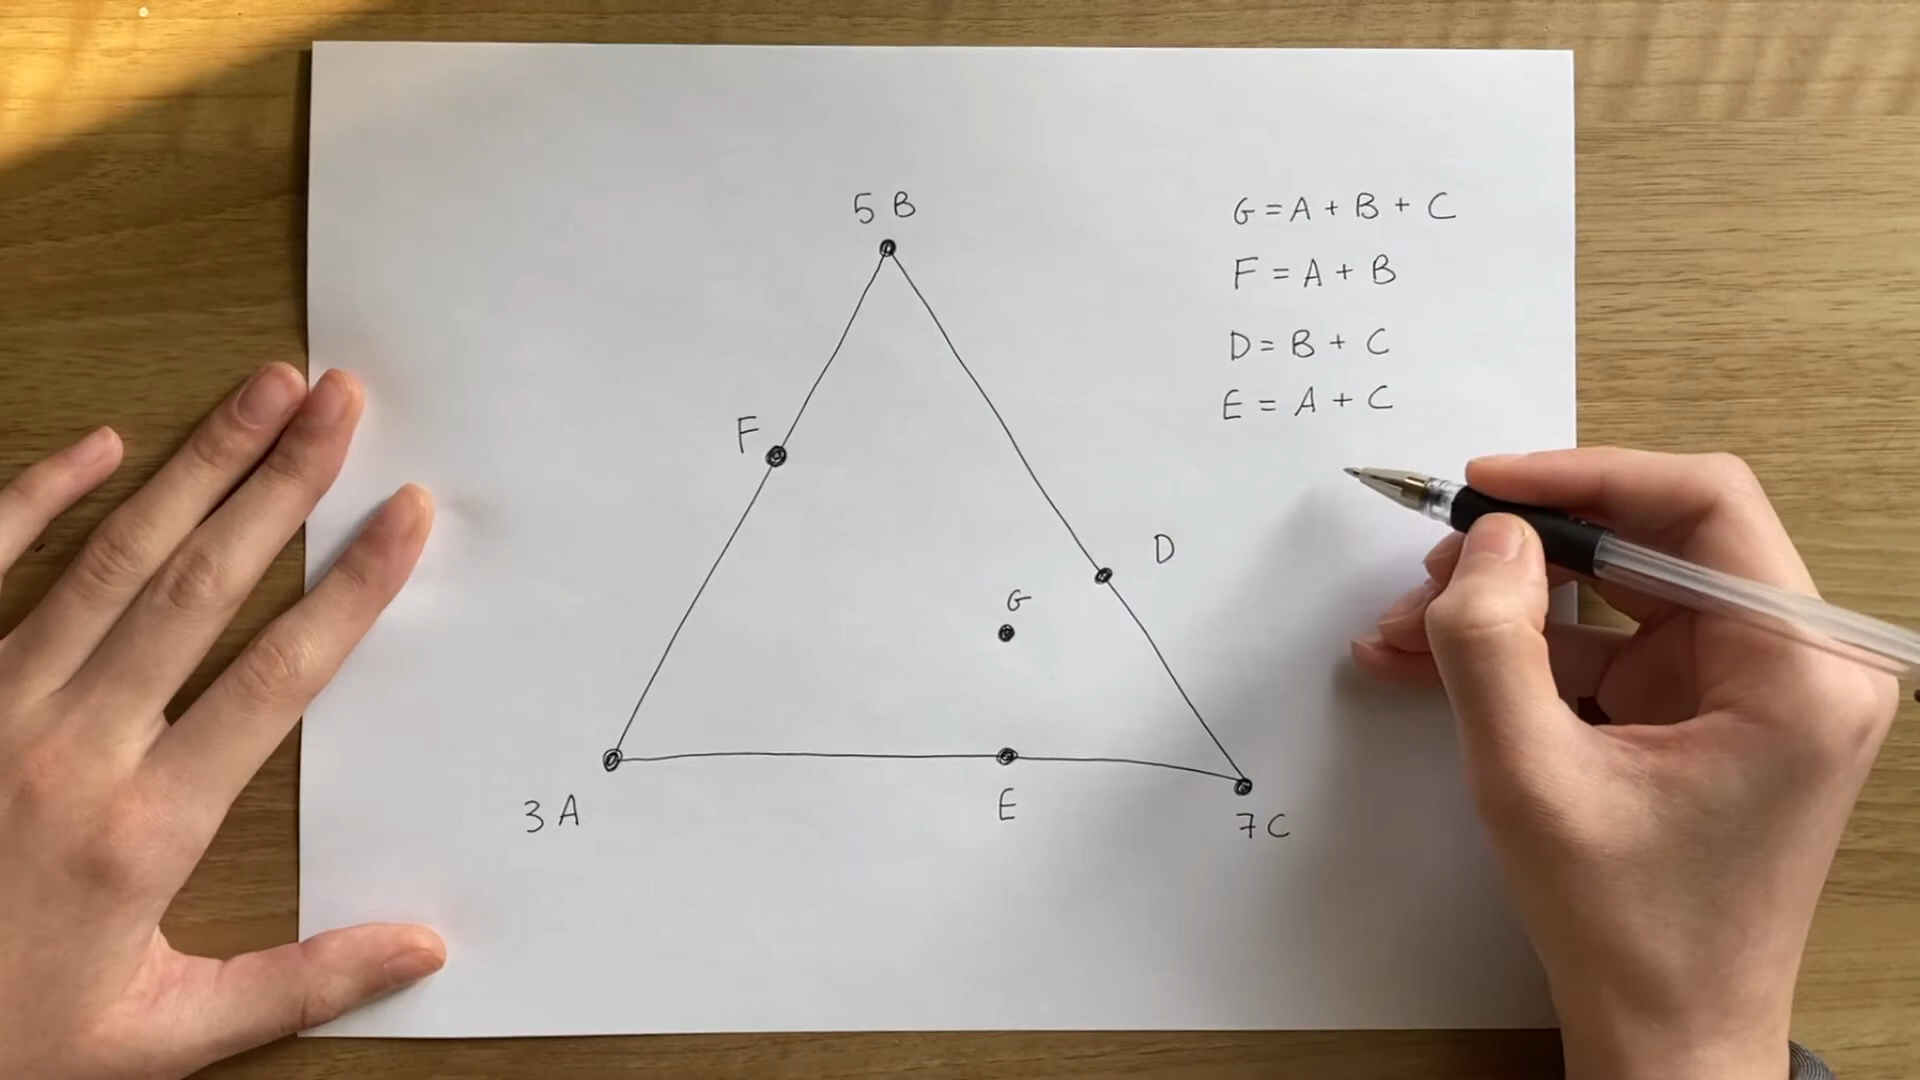 5 B
G = A + B + C
F = A + B
D = B + C
E = A + C
F
D
G
3 A
E
7 C